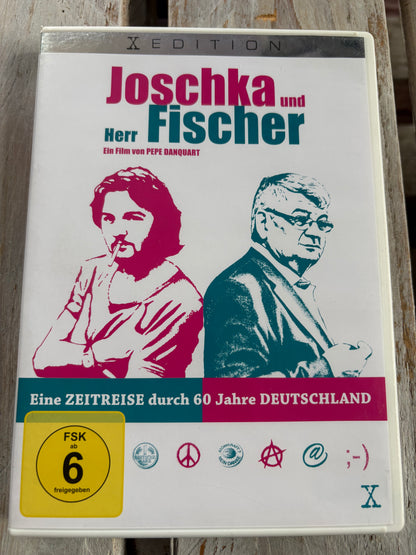 X EDITION
Joschka und
Herr Fischer
Ein Film von PEPE DANQUART
Eine ZEITREISE durch 60 Jahre DEUTSCHLAND
FSK
ab
6
freigegeben
@
;-)
X